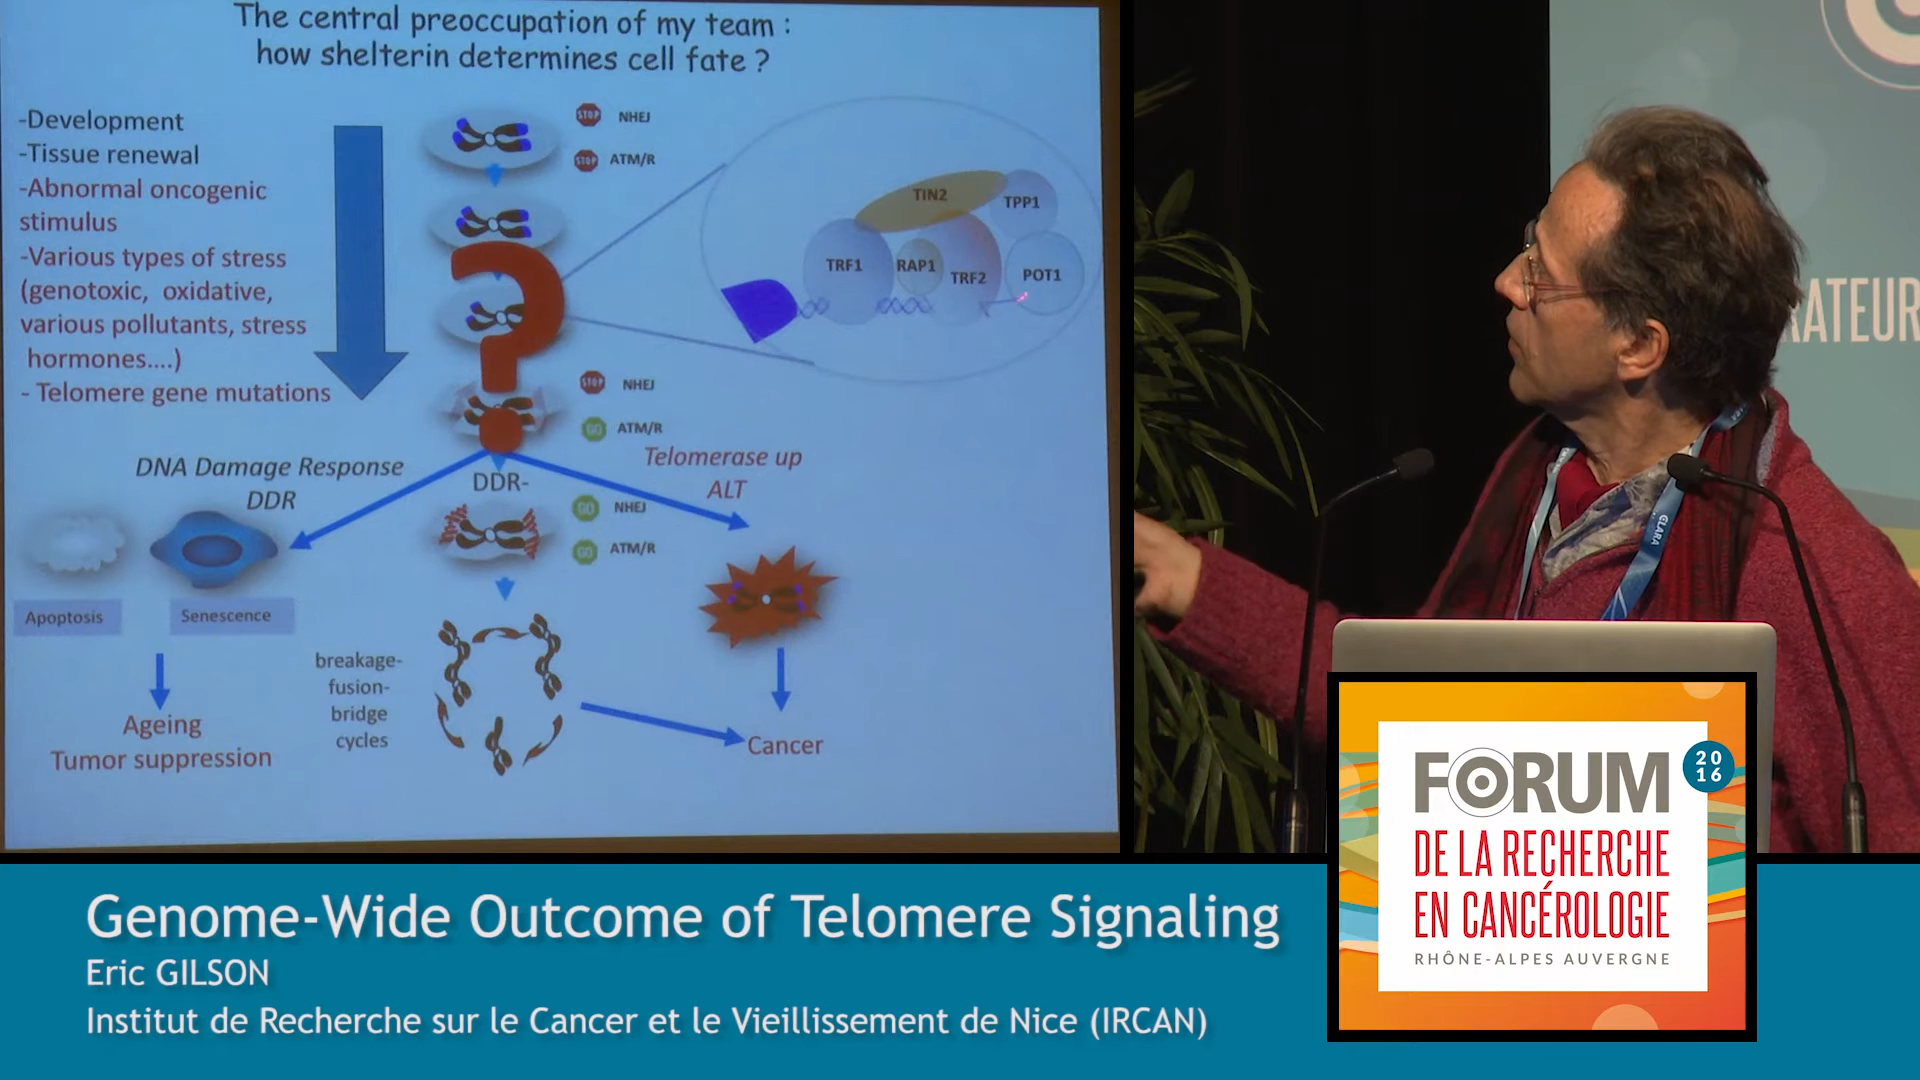 The central preoccupation of my team :
how shelterin determines cell fate ?
-Development
-Tissue renewal
-Abnormal oncogenic
stimulus
-Various types of stress
(genotoxic, oxidative,
various pollutants, stress
hormones....)
- Telomere gene mutations
STOP NHEJ
STOP ATM/R
?
TIN2
TPP1
TRF1
RAP1
TRF2
POT1
STOP NHEJ
GO ATM/R
DNA Damage Response
DDR
DDR-
Telomerase up
ALT
GO NHEJ
GO ATM/R
Apoptosis
Senescence
Ageing
Tumor suppression
breakage-
fusion-
bridge
cycles
Cancer
RATEUR
CLARA
FORUM
2016
DE LA RECHERCHE
EN CANCÉROLOGIE
RHÔNE-ALPES AUVERGNE
Genome-Wide Outcome of Telomere Signaling
Eric GILSON
Institut de Recherche sur le Cancer et le Vieillissement de Nice (IRCAN)